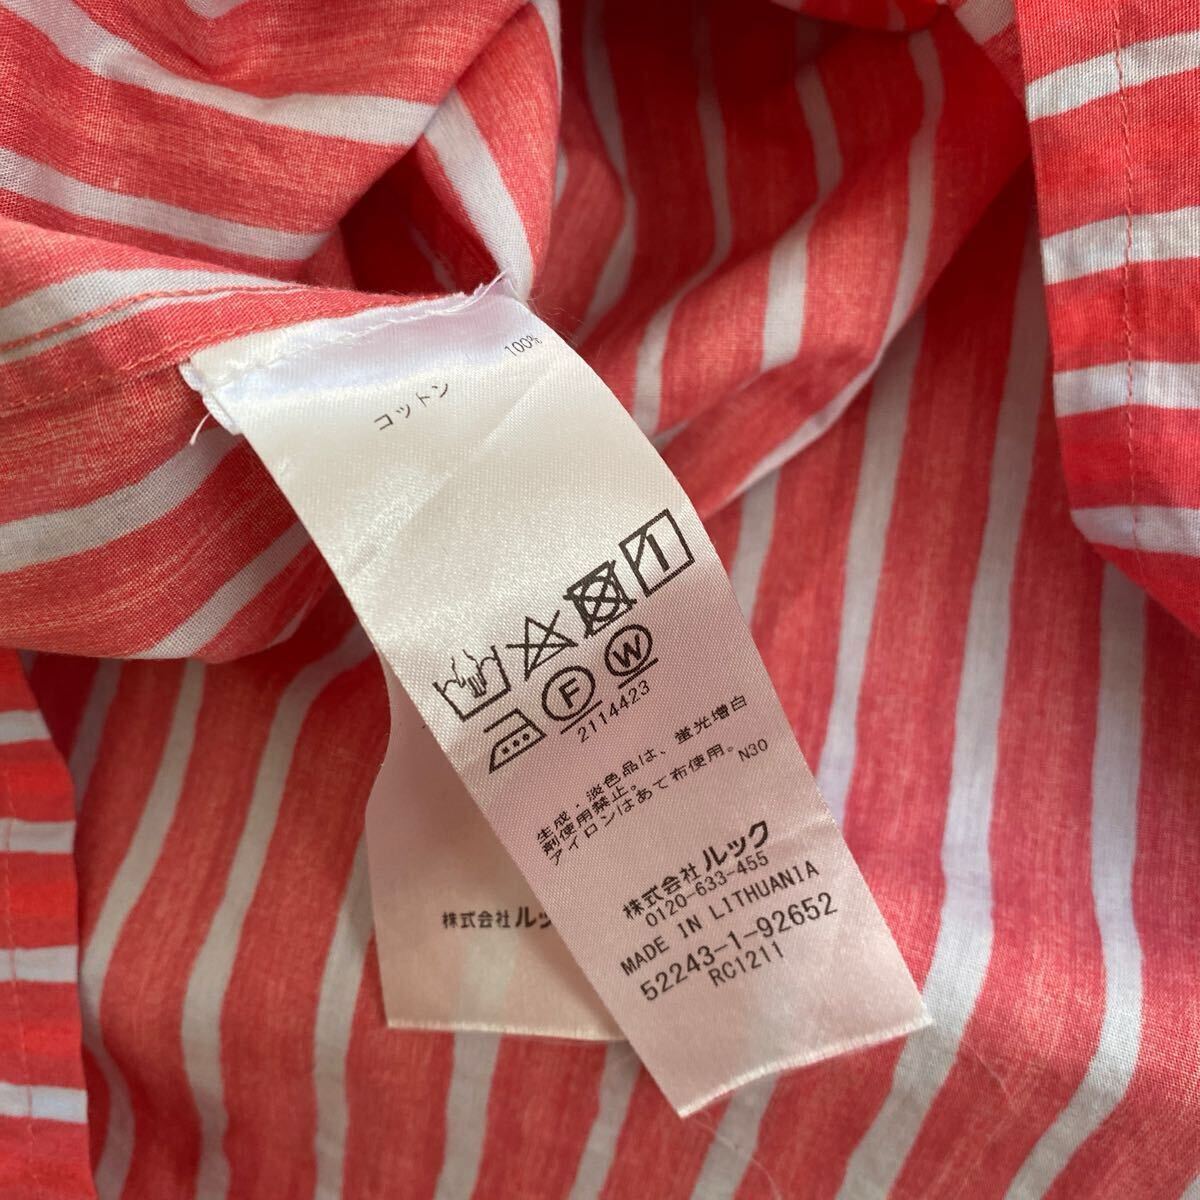 コットン 100%
F W
2114423
生成・淡色品は、蛍光増白
剤使用禁止。
アイロンはあて布使用。 N30
株式会社 ルック
0120-633-455
MADE IN LITHUANIA
52243-1-92652
RC1211
株式会社 ルック